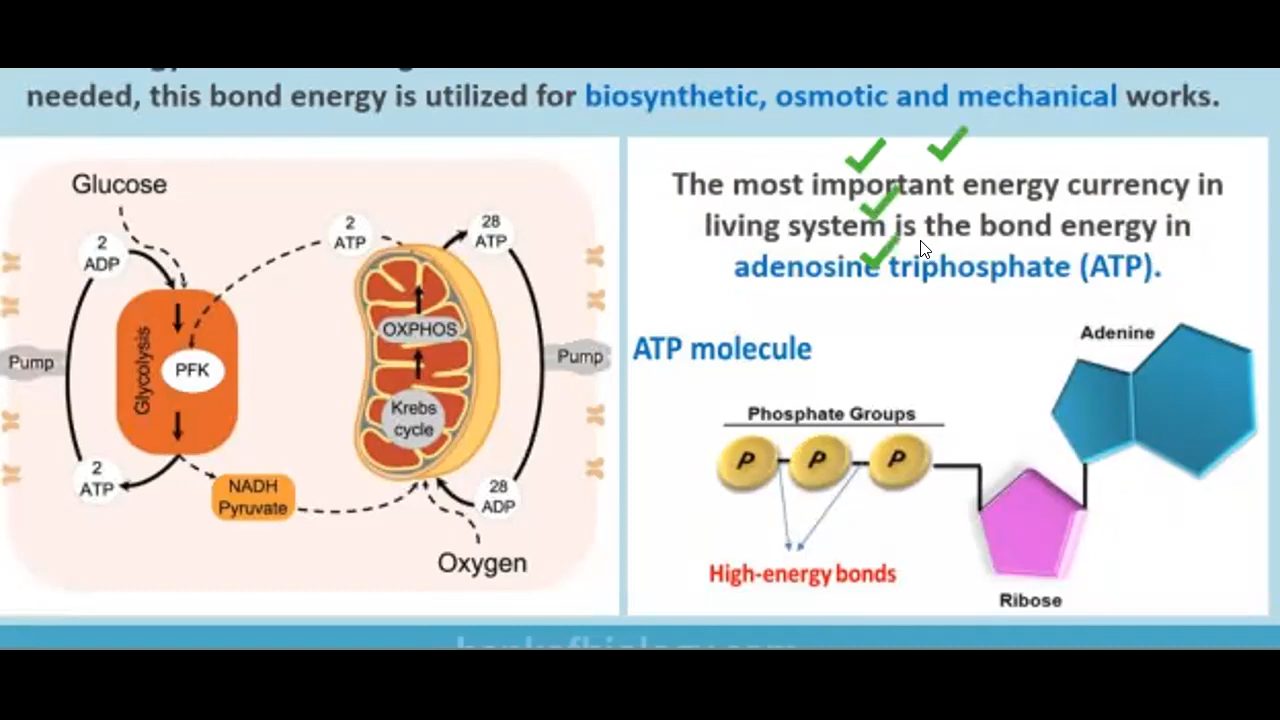 needed, this bond energy is utilized for biosynthetic, osmotic and mechanical works.
Glucose
2
ADP
2
ATP
28
ATP
Glycolysis
PFK
OXPHOS
Krebs
cycle
Pump
Pump
2
ATP
NADH
Pyruvate
28
ADP
Oxygen
The most important energy currency in
living system is the bond energy in
adenosine triphosphate (ATP).
ATP molecule
Adenine
Phosphate Groups
P P P
High-energy bonds
Ribose